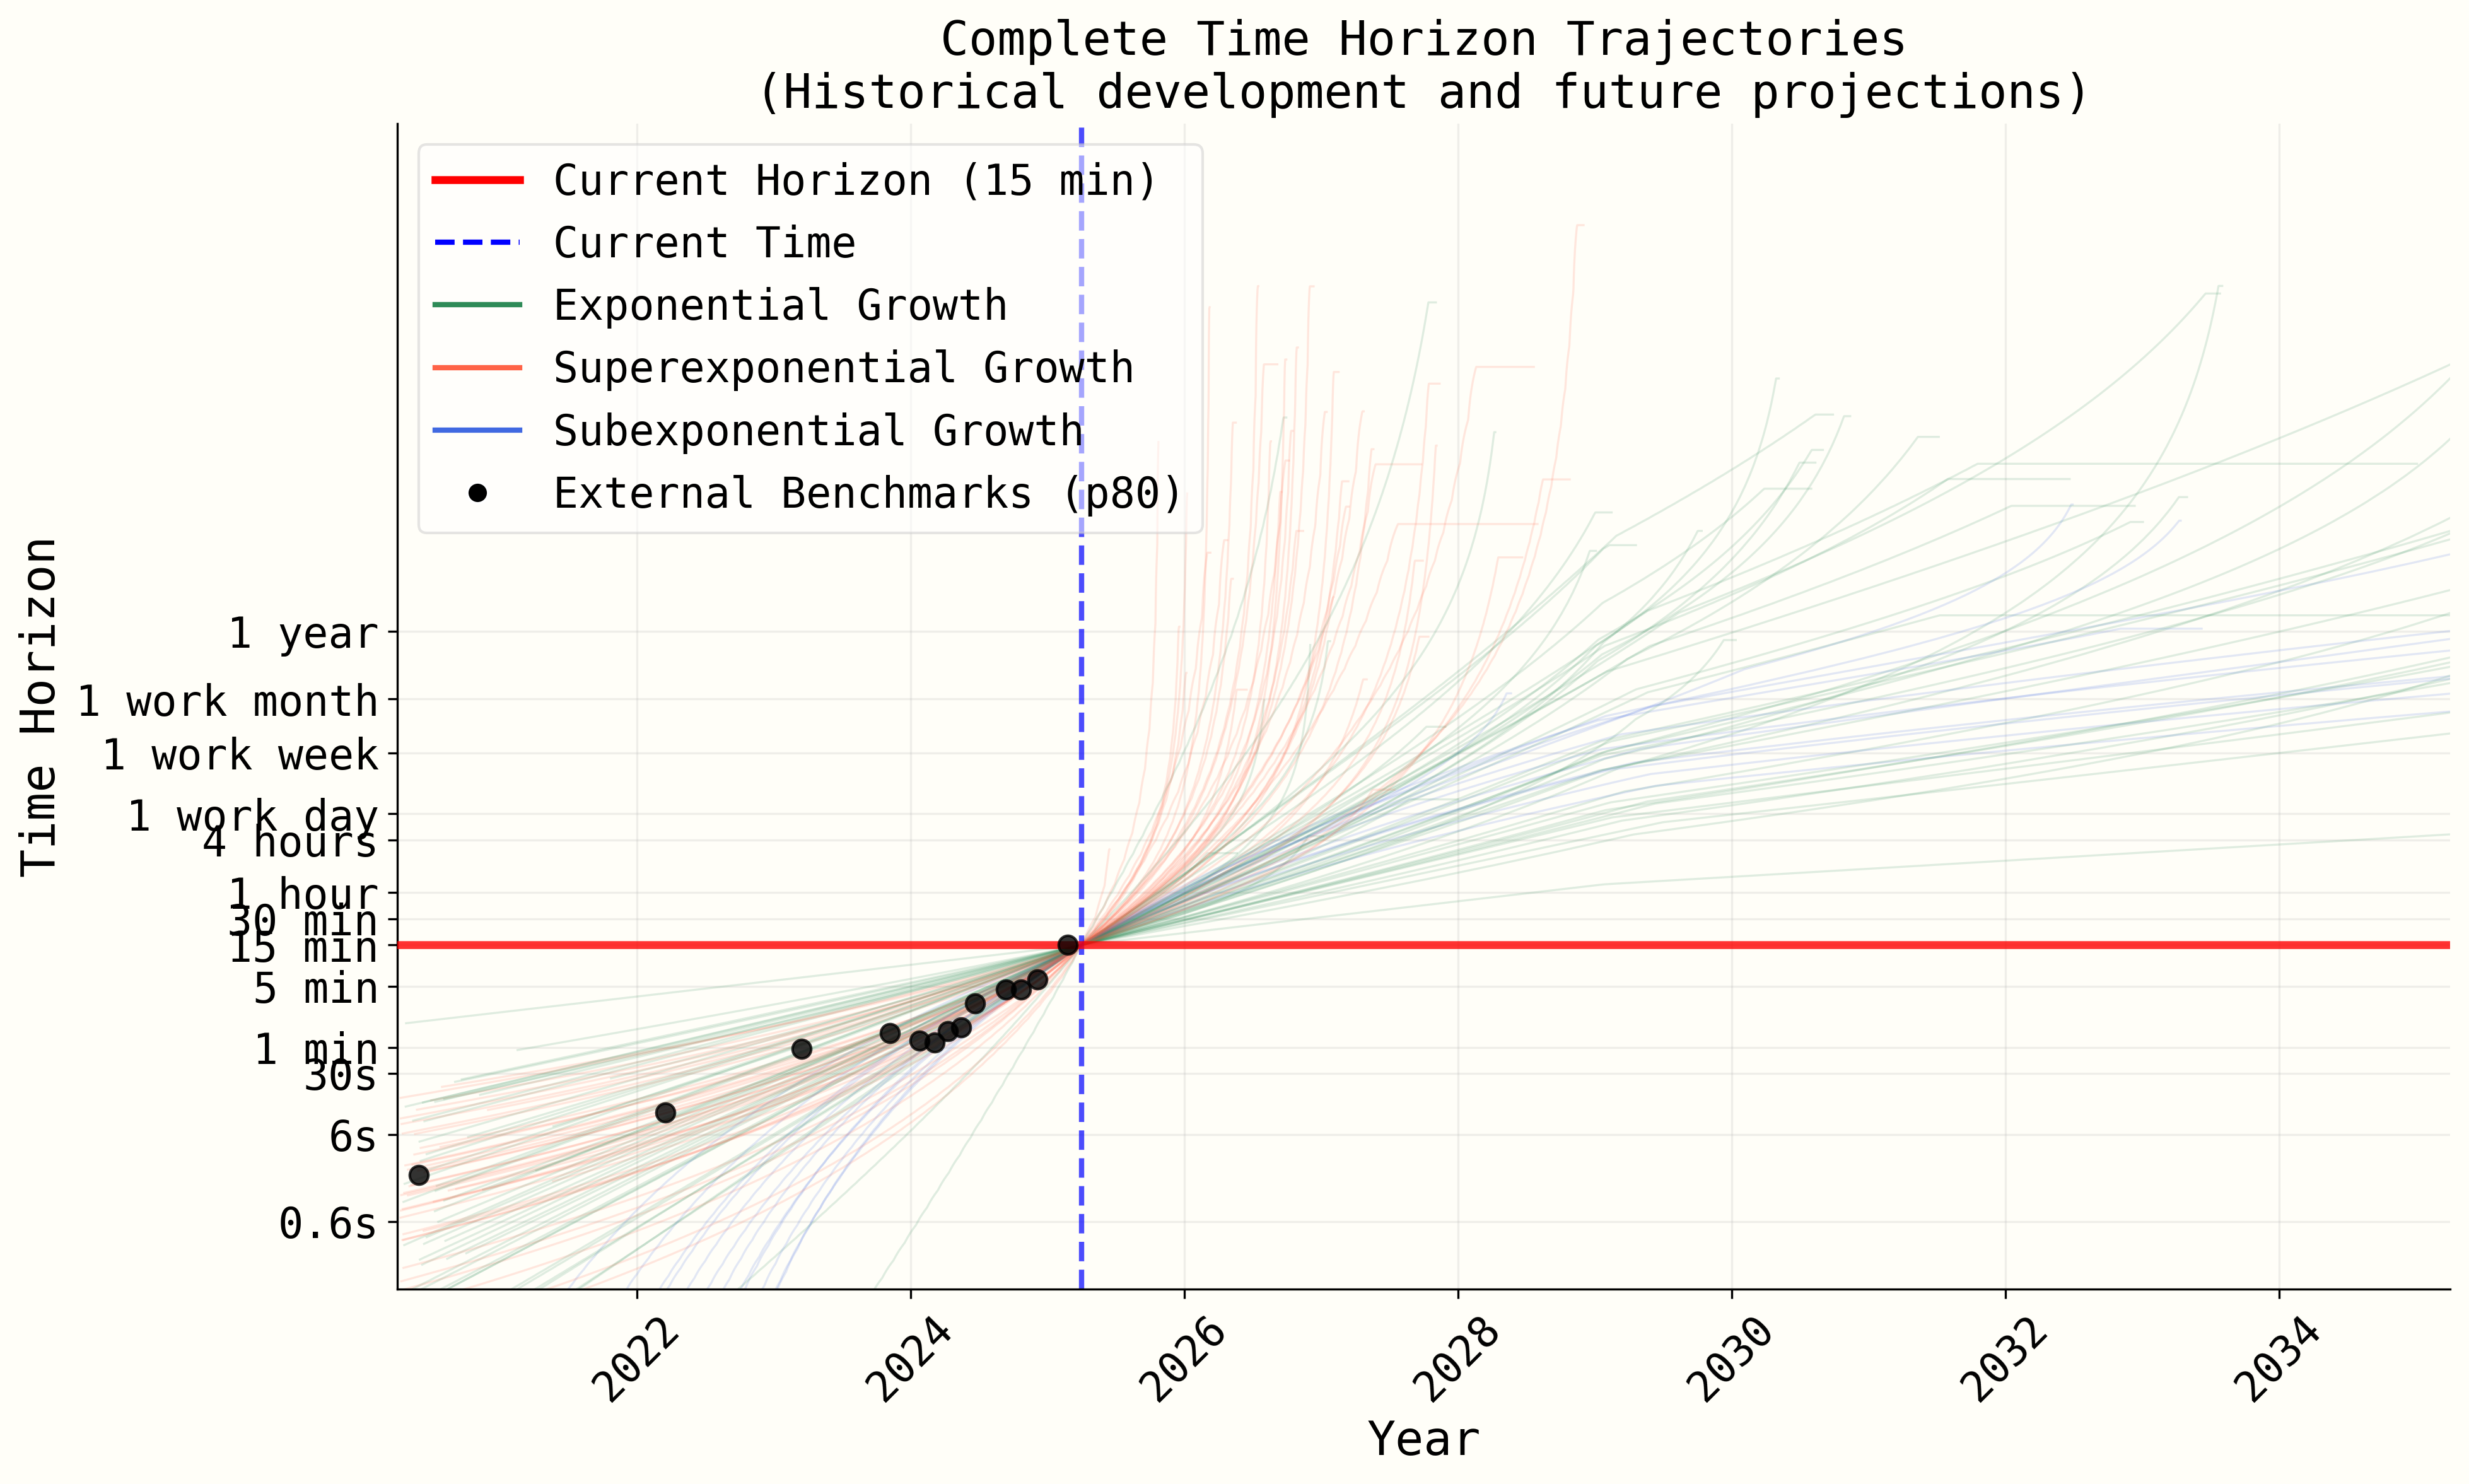 Complete Time Horizon Trajectories
(Historical development and future projections)
Current Horizon (15 min)
Current Time
Exponential Growth
Superexponential Growth
Subexponential Growth
External Benchmarks (p80)
Time Horizon
1 year
1 work month
1 work week
1 work day
4 hours
1 hour
30 min
15 min
5 min
1 min
30s
6s
0.6s
2022
2024
2026
2028
2030
2032
2034
Year